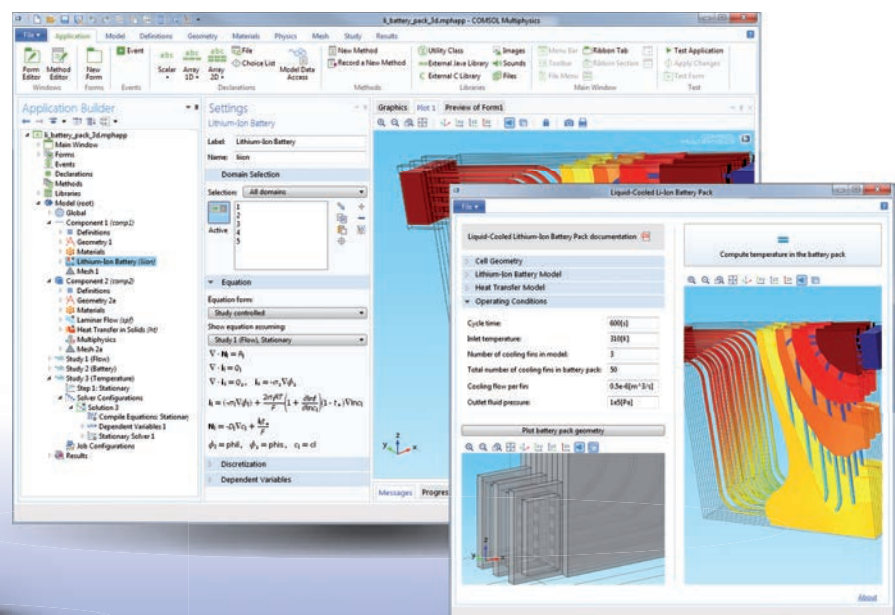 li_battery_pack_3d.mphapp - COMSOL Multiphysics
File Application Model Definitions Geometry Materials Physics Mesh Study Results
Form Editor
Method Editor
Windows
New Form
Forms
Event
Events
Scalar
Array 1D
Array 2D
File
Choice List
Model Data Access
Declarations
New Method
Record a New Method
Methods
Utility Class
External Java Library
External C Library
Images
Sounds
Files
Libraries
Menu Bar
Toolbar
File Menu
Ribbon Tab
Ribbon Section
Main Window
Test Application
Apply Changes
Test Form
Test
Application Builder
li_battery_pack_3d.mphapp
Main Window
Forms
Events
Declarations
Methods
Libraries
Model (root)
Global
Component 1 (comp1)
Definitions
Geometry 1
Materials
Lithium-Ion Battery (liion)
Mesh 1
Component 2 (comp2)
Definitions
Geometry 2a
Materials
Laminar Flow (spf)
Heat Transfer in Solids (ht)
Multiphysics
Mesh 2a
Study 1 (Flow)
Study 2 (Battery)
Study 3 (Temperature)
Step 1: Stationary
Solver Configurations
Solution 3
Compile Equations: Stationary
Dependent Variables 1
Stationary Solver 1
Job Configurations
Results
Settings
Lithium-Ion Battery
Label: Lithium-Ion Battery
Name: liion
Domain Selection
Selection: All domains
Active
1
2
3
4
5
Equation
Equation form:
Study controlled
Show equation assuming:
Study 1 (Flow), Stationary
Discretization
Dependent Variables
Graphics Plot 1 Preview of Form1
y z x
Messages Progress
Liquid-Cooled Li-Ion Battery Pack
File
Liquid-Cooled Lithium-Ion Battery Pack documentation
Cell Geometry
Lithium-Ion Battery Model
Heat Transfer Model
Operating Conditions
Cycle time: 600[s]
Inlet temperature: 310[K]
Number of cooling fins in model: 3
Total number of cooling fins in battery pack: 50
Cooling flow per fin: 0.5e-6[m^3/s]
Outlet fluid pressure: 1e5[Pa]
Plot battery pack geometry
y z x
=
Compute temperature in the battery pack
y z x
About